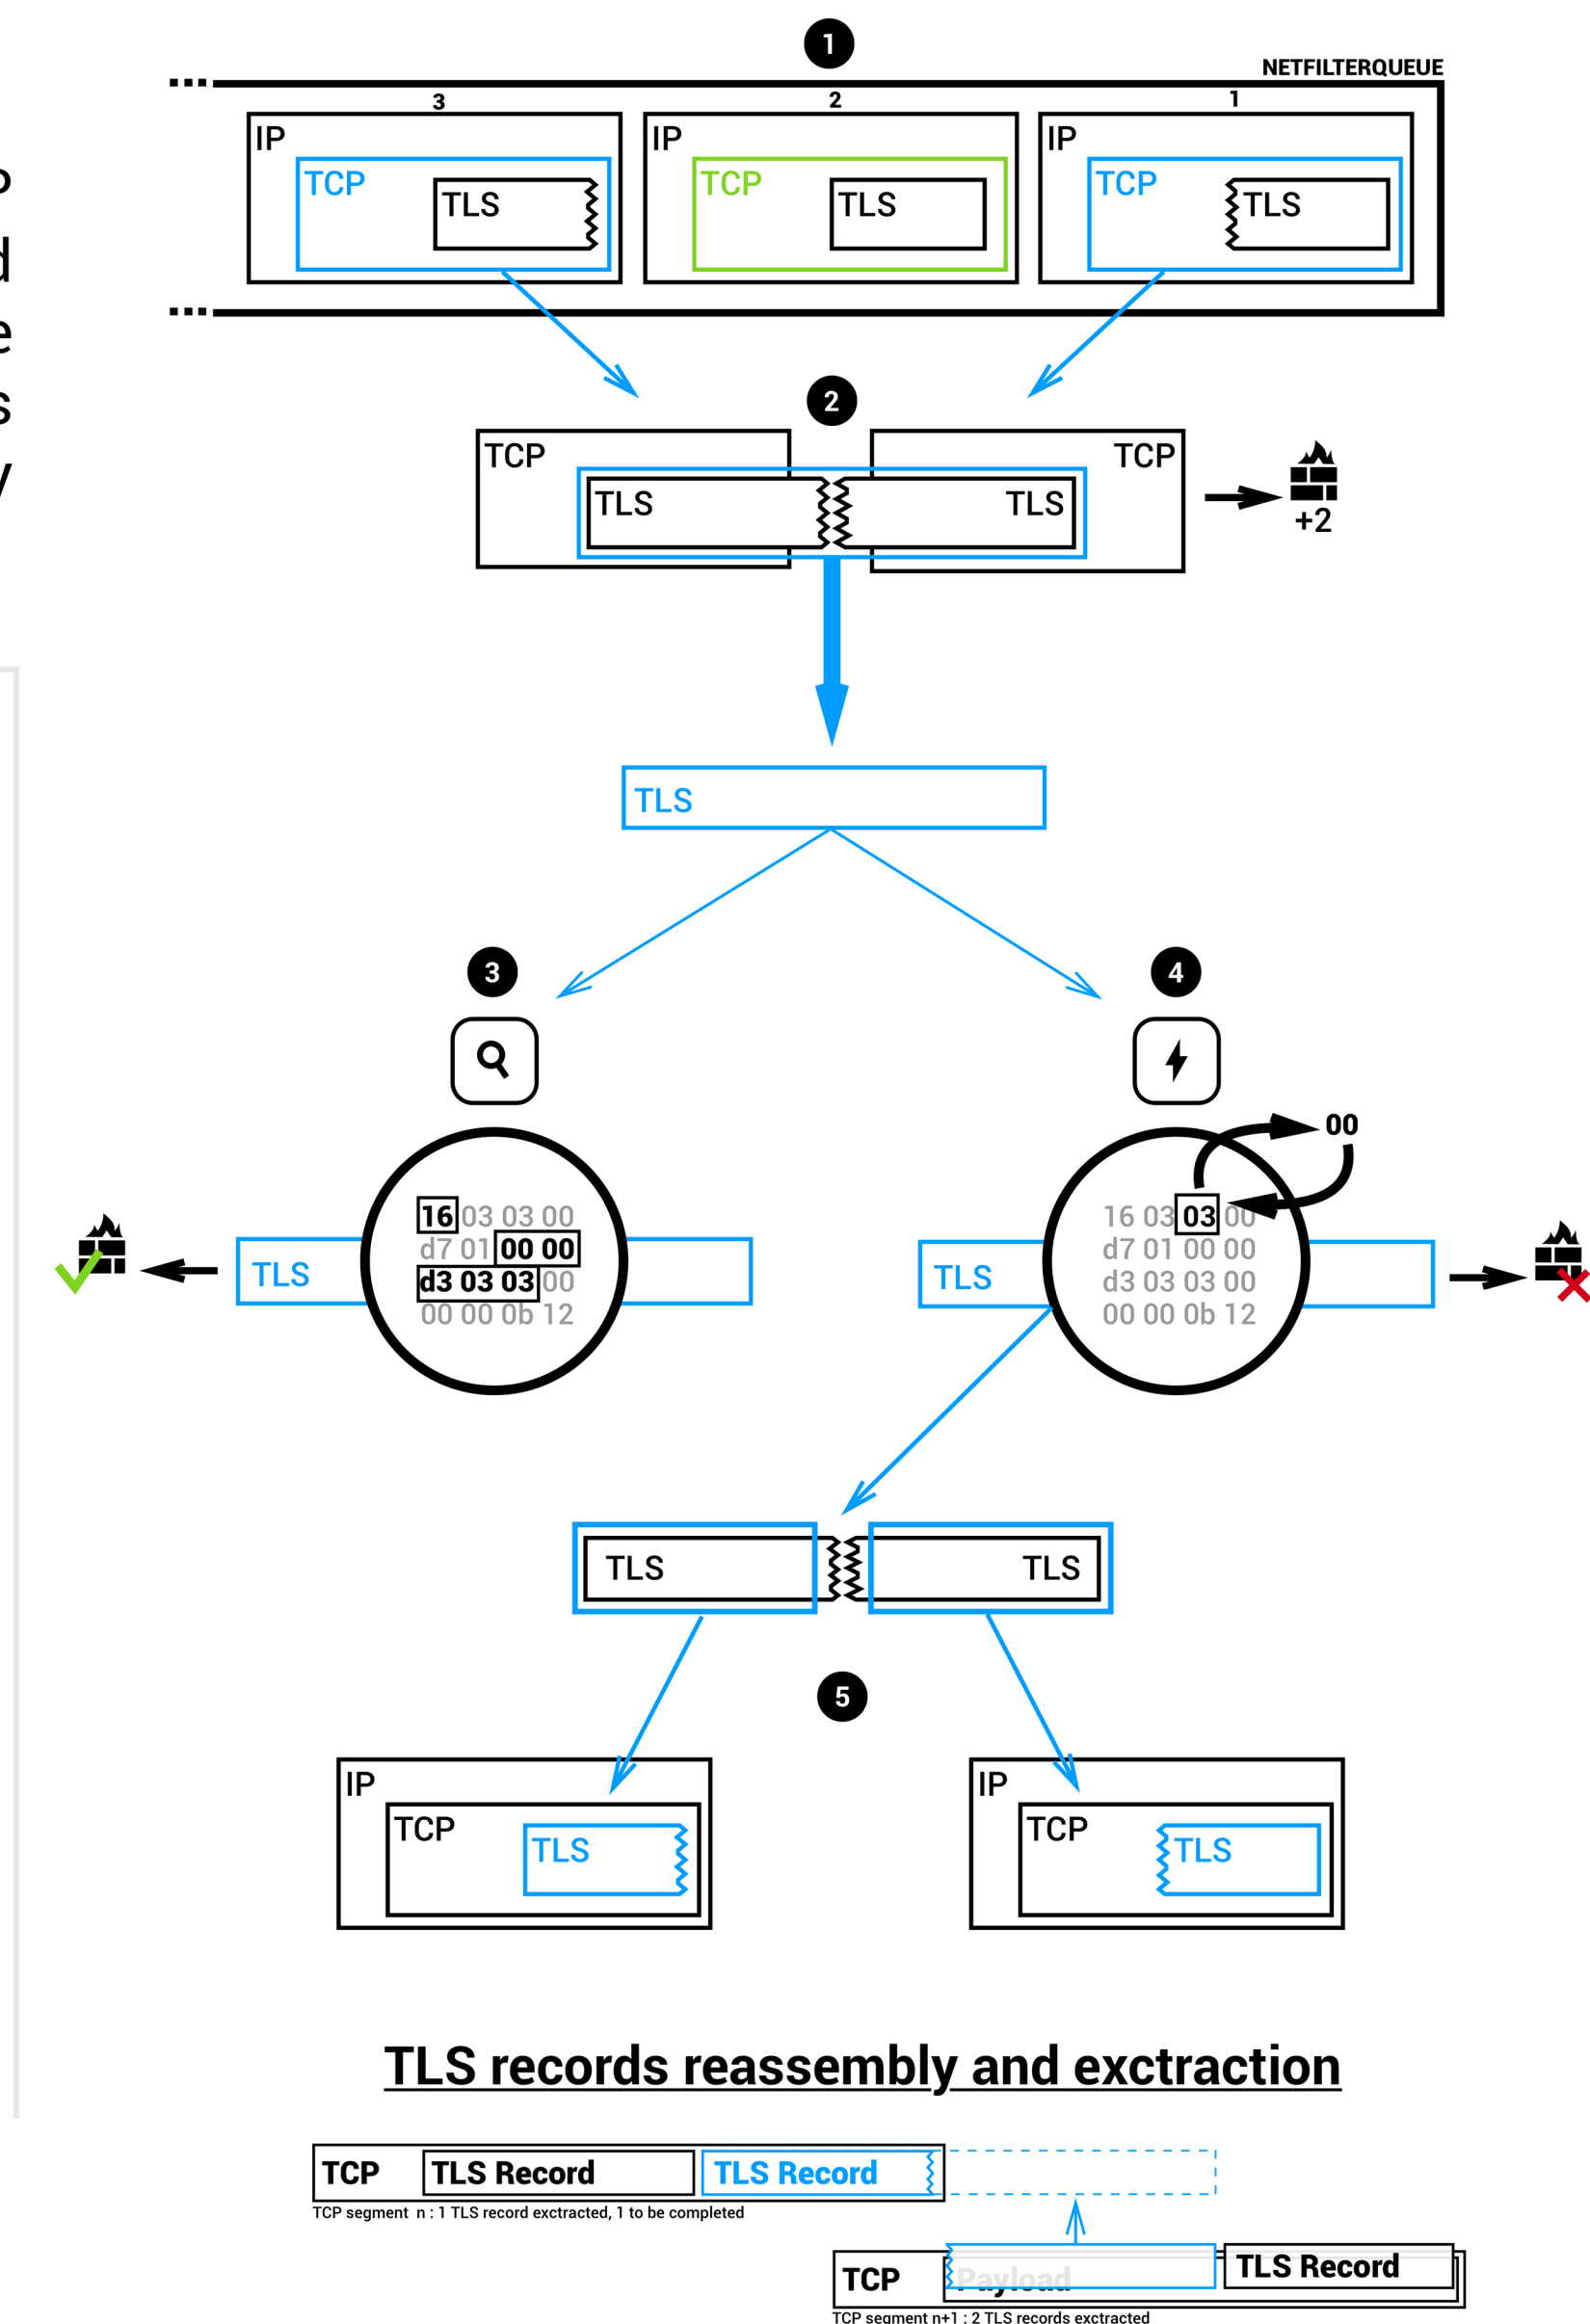 1
NETFILTERQUEUE
3
2
1
IP
TCP
TLS
IP
TCP
TLS
IP
TCP
TLS
2
TCP
TLS
TCP
TLS
+2
TLS
3
4
00
16 03 03 00
d7 01 00 00
d3 03 03 00
00 00 0b 12
TLS
16 03 03 00
d7 01 00 00
d3 03 03 00
00 00 0b 12
TLS
TLS
TLS
5
IP
TCP
TLS
IP
TCP
TLS
TLS records reassembly and exctraction
TCP TLS Record TLS Record
TCP segment n : 1 TLS record exctracted, 1 to be completed
TCP Payload TLS Record
TCP segment n+1 : 2 TLS records exctracted